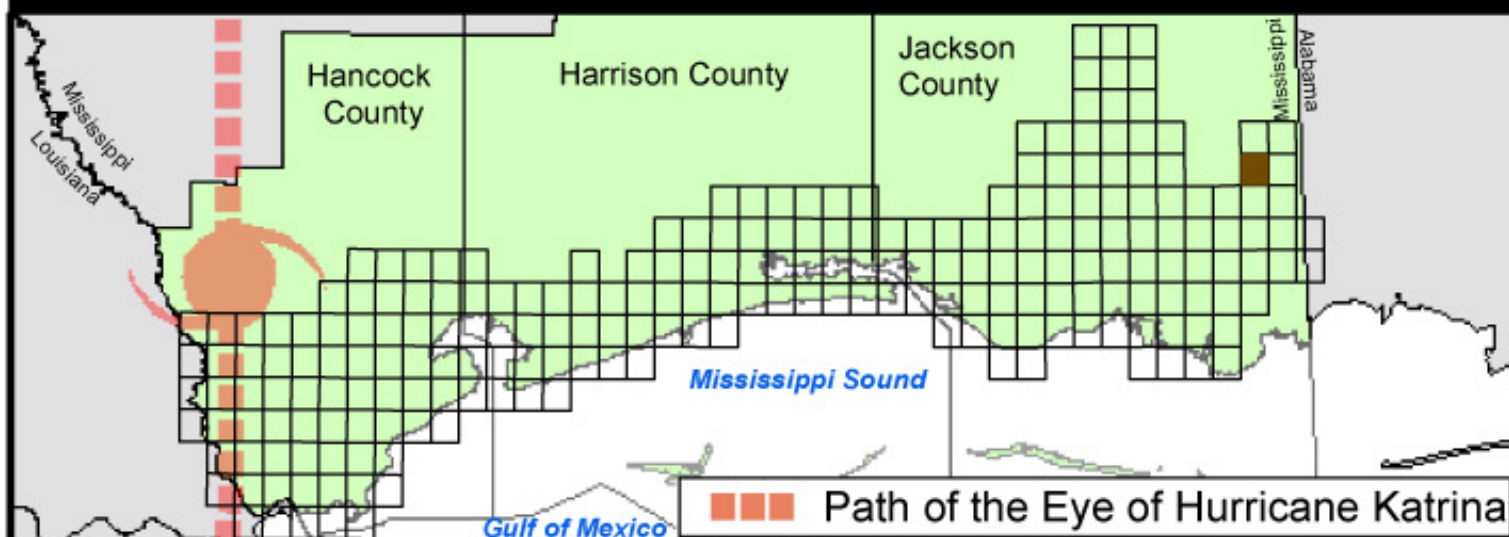 Hancock
County
Harrison County
Jackson
County
Mississippi
Alabama
Mississippi
Louisiana
Mississippi Sound
Gulf of Mexico
Path of the Eye of Hurricane Katrina